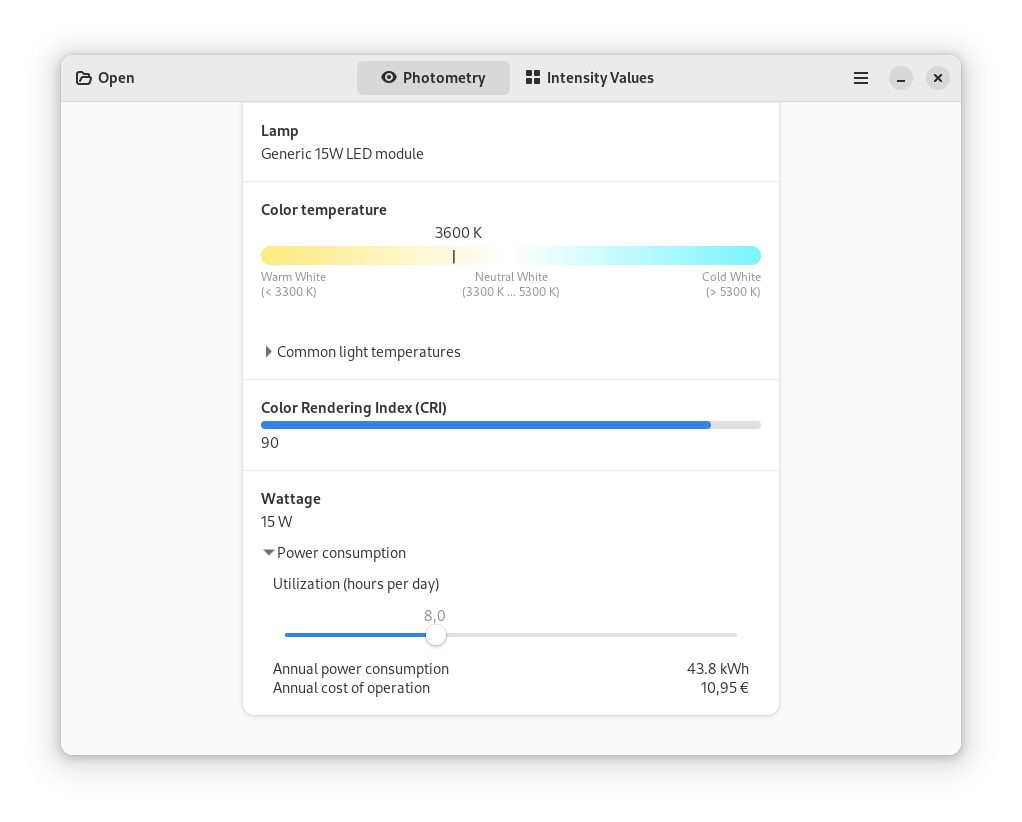 Open
Photometry
Intensity Values
Lamp
Generic 15W LED module
Color temperature
3600 K
Warm White
(< 3300 K)
Neutral White
(3300 K ... 5300 K)
Cold White
(> 5300 K)
Common light temperatures
Color Rendering Index (CRI)
90
Wattage
15 W
Power consumption
Utilization (hours per day)
8,0
Annual power consumption 43.8 kWh
Annual cost of operation 10,95 €